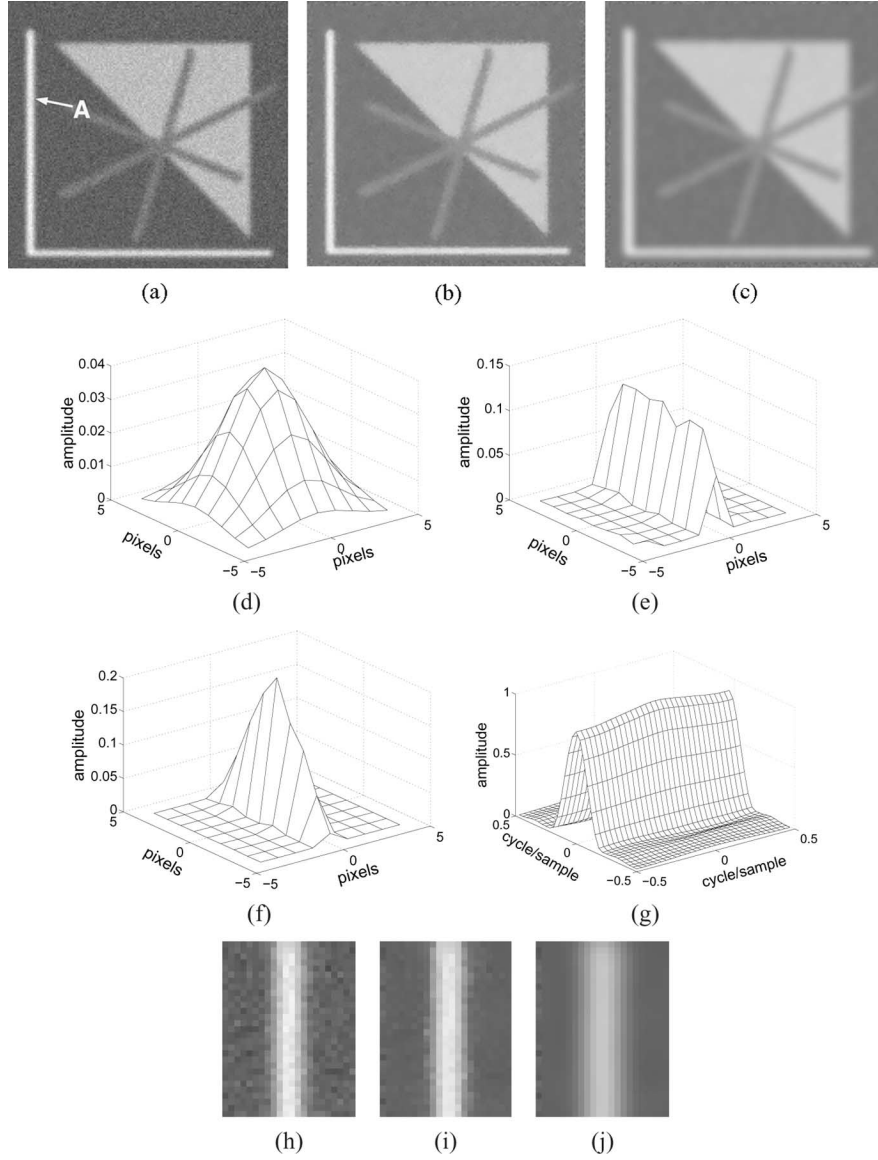 A
(a)
(b)
(c)
0.04
0.03
0.02
0.01
0
amplitude
5
0
−5
pixels
−5
0
5
pixels
(d)
0.15
0.1
0.05
0
amplitude
5
0
−5
pixels
−5
0
5
pixels
(e)
0.2
0.15
0.1
0.05
0
amplitude
5
0
−5
pixels
−5
0
5
pixels
(f)
1
0.5
0
amplitude
0.5
0
−0.5
cycle/sample
−0.5
0
0.5
cycle/sample
(g)
(h)
(i)
(j)